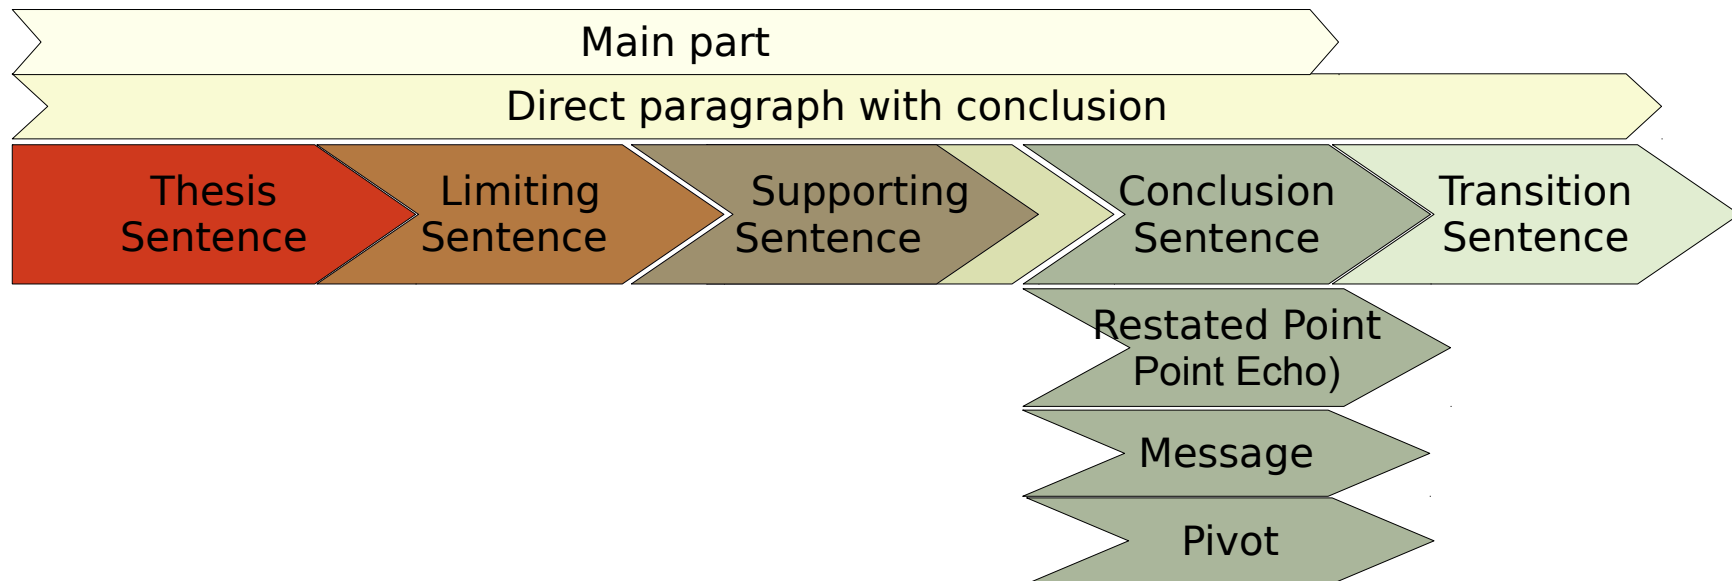 Main part
Direct paragraph with conclusion
Thesis
Sentence
Limiting
Sentence
Supporting
Sentence
Conclusion
Sentence
Transition
Sentence
Restated Point
Point Echo)
Message
Pivot